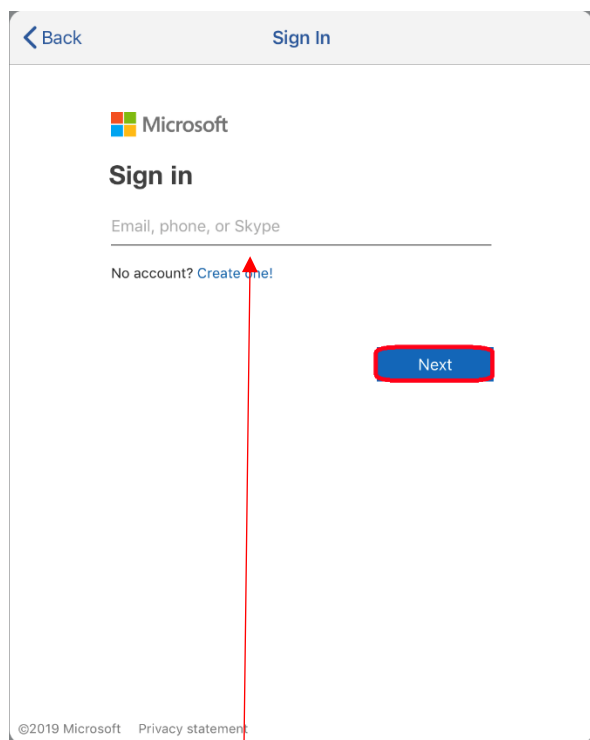 Back Sign In
Microsoft
Sign in
Email, phone, or Skype
No account? Create one!
Next
©2019 Microsoft Privacy statement